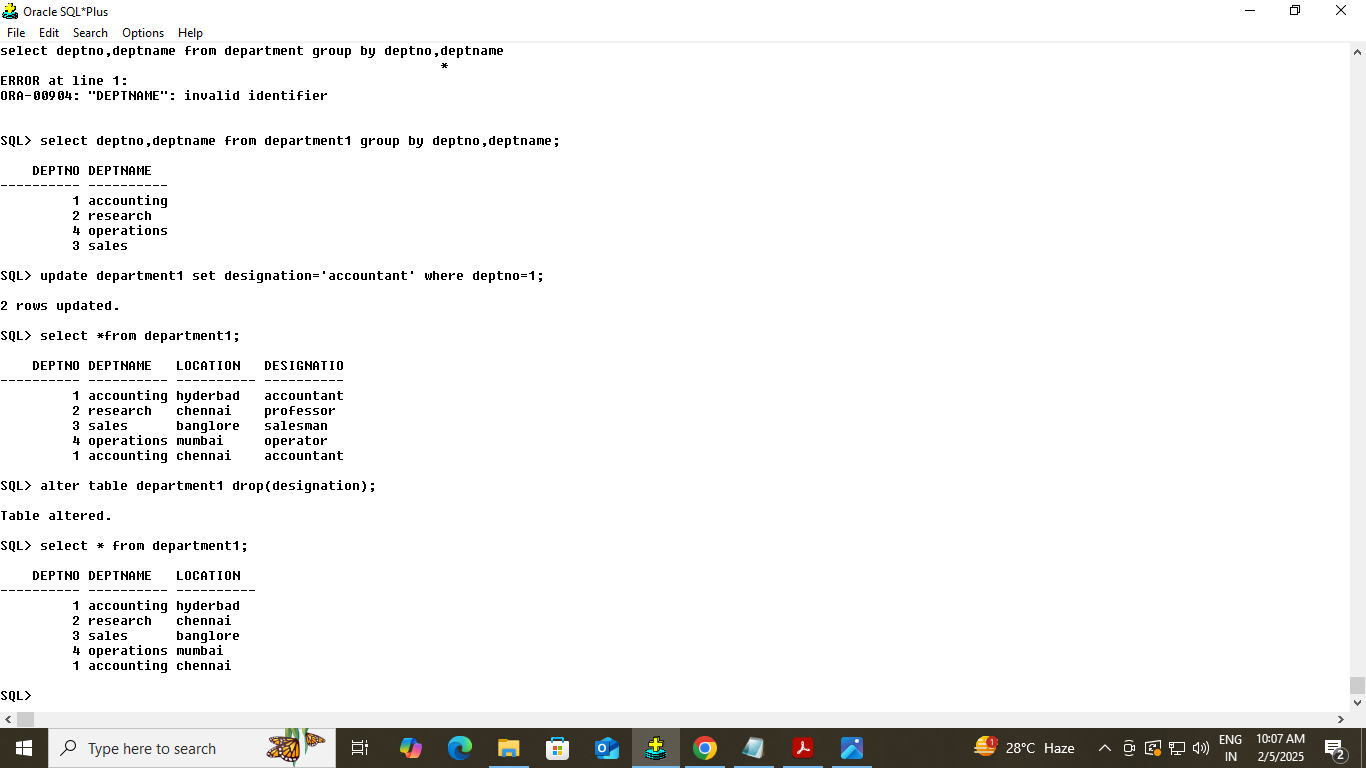 Oracle SQL*Plus
File Edit Search Options Help
select deptno,deptname from department group by deptno,deptname
*
ERROR at line 1:
ORA-00904: "DEPTNAME": invalid identifier
SQL> select deptno,deptname from department1 group by deptno,deptname;
DEPTNO DEPTNAME
---------- ----------
1 accounting
2 research
4 operations
3 sales
SQL> update department1 set designation='accountant' where deptno=1;
2 rows updated.
SQL> select *from department1;
DEPTNO DEPTNAME LOCATION DESIGNATIO
---------- ---------- ---------- ----------
1 accounting hyderbad accountant
2 research chennai professor
3 sales banglore salesman
4 operations mumbai operator
1 accounting chennai accountant
SQL> alter table department1 drop(designation);
Table altered.
SQL> select * from department1;
DEPTNO DEPTNAME LOCATION
---------- ---------- ----------
1 accounting hyderbad
2 research chennai
3 sales banglore
4 operations mumbai
1 accounting chennai
SQL>
Type here to search
1
28°C Haze
ENG
IN
10:07 AM
2/5/2025
2